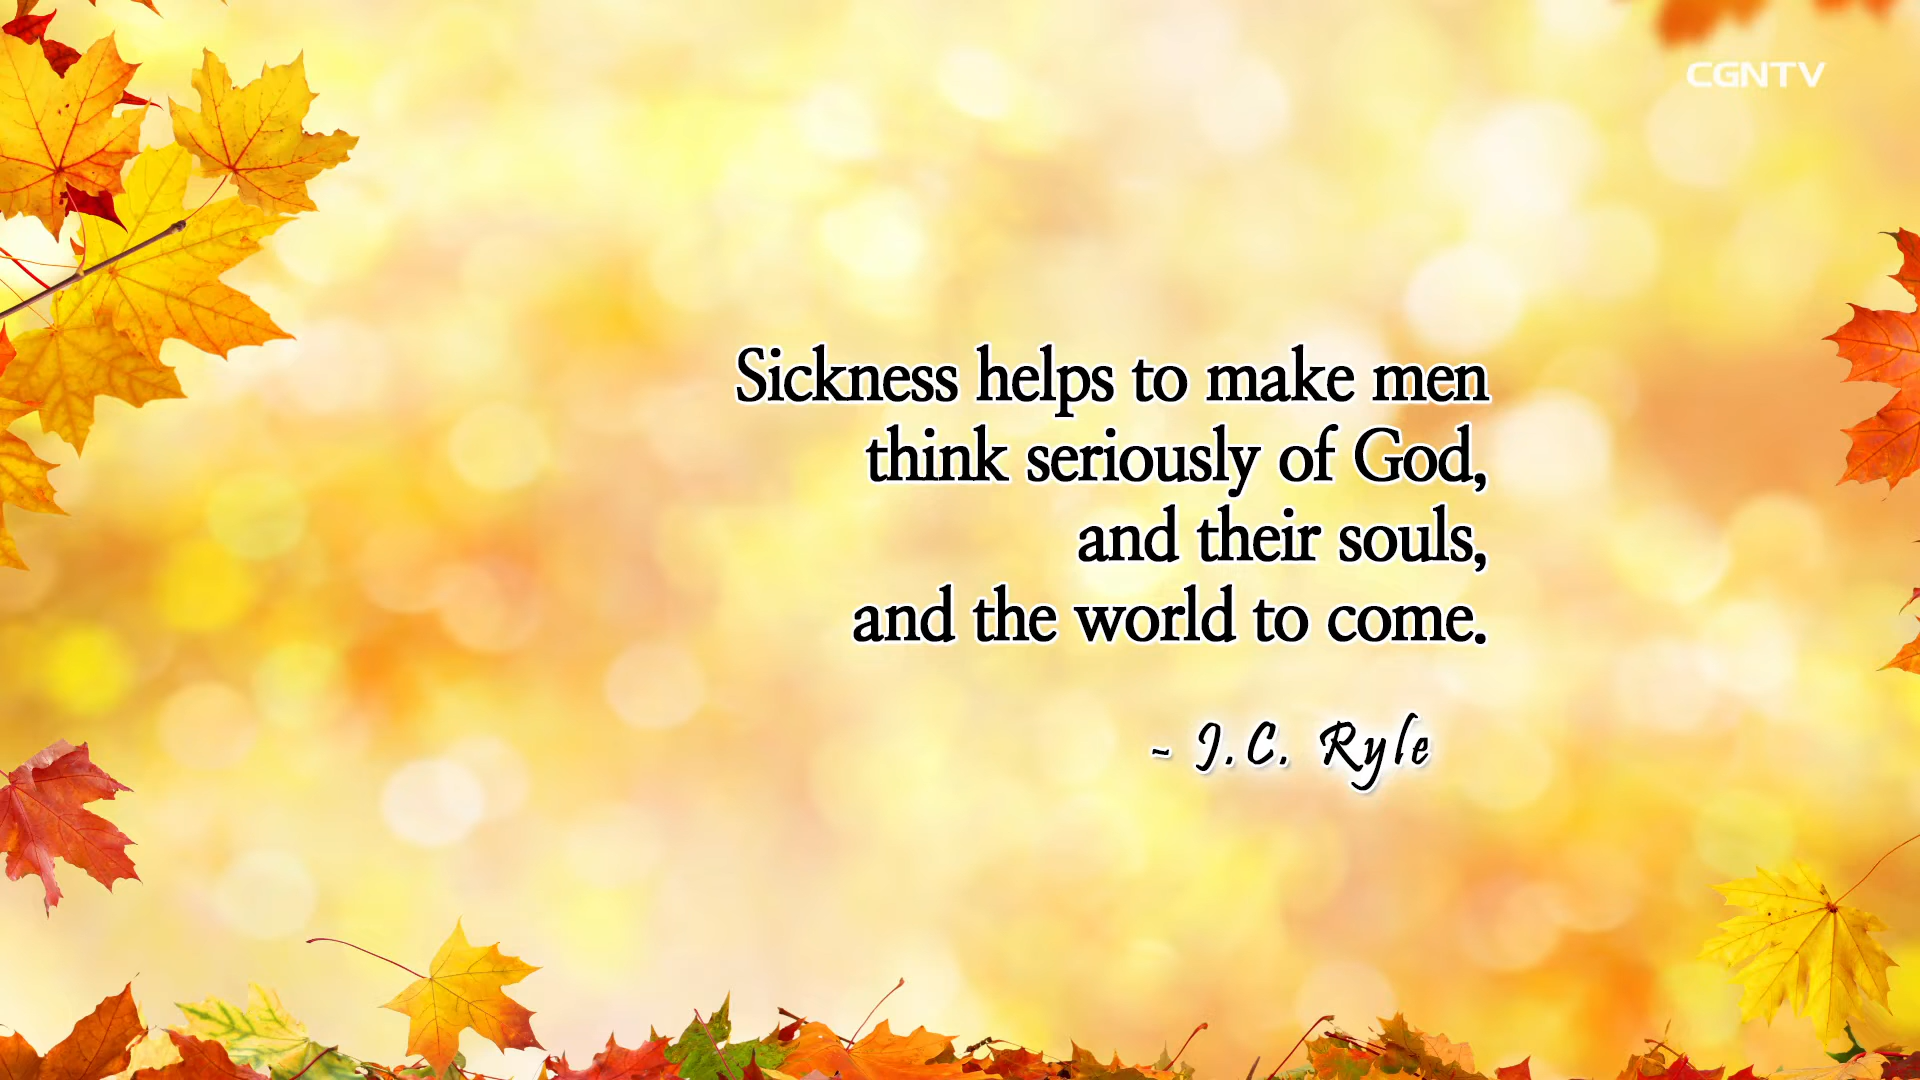 CGNTV
Sickness helps to make men
think seriously of God,
and their souls,
and the world to come.
~ J.C. Ryle